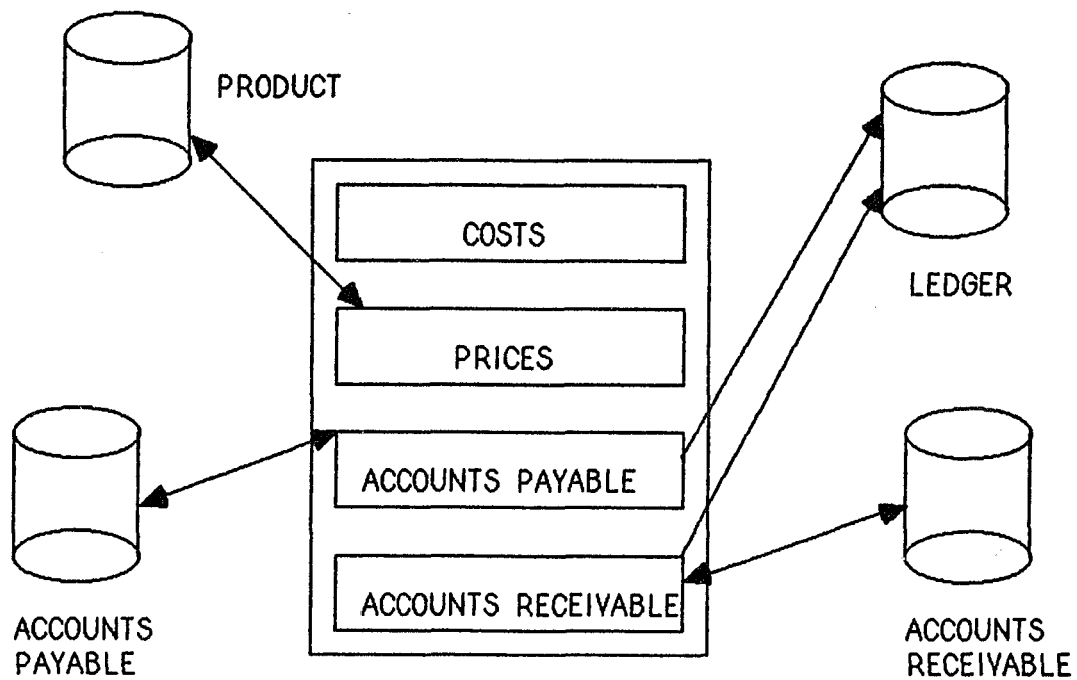 PRODUCT
COSTS
LEDGER
PRICES
ACCOUNTS PAYABLE
ACCOUNTS RECEIVABLE
ACCOUNTS
PAYABLE
ACCOUNTS
RECEIVABLE